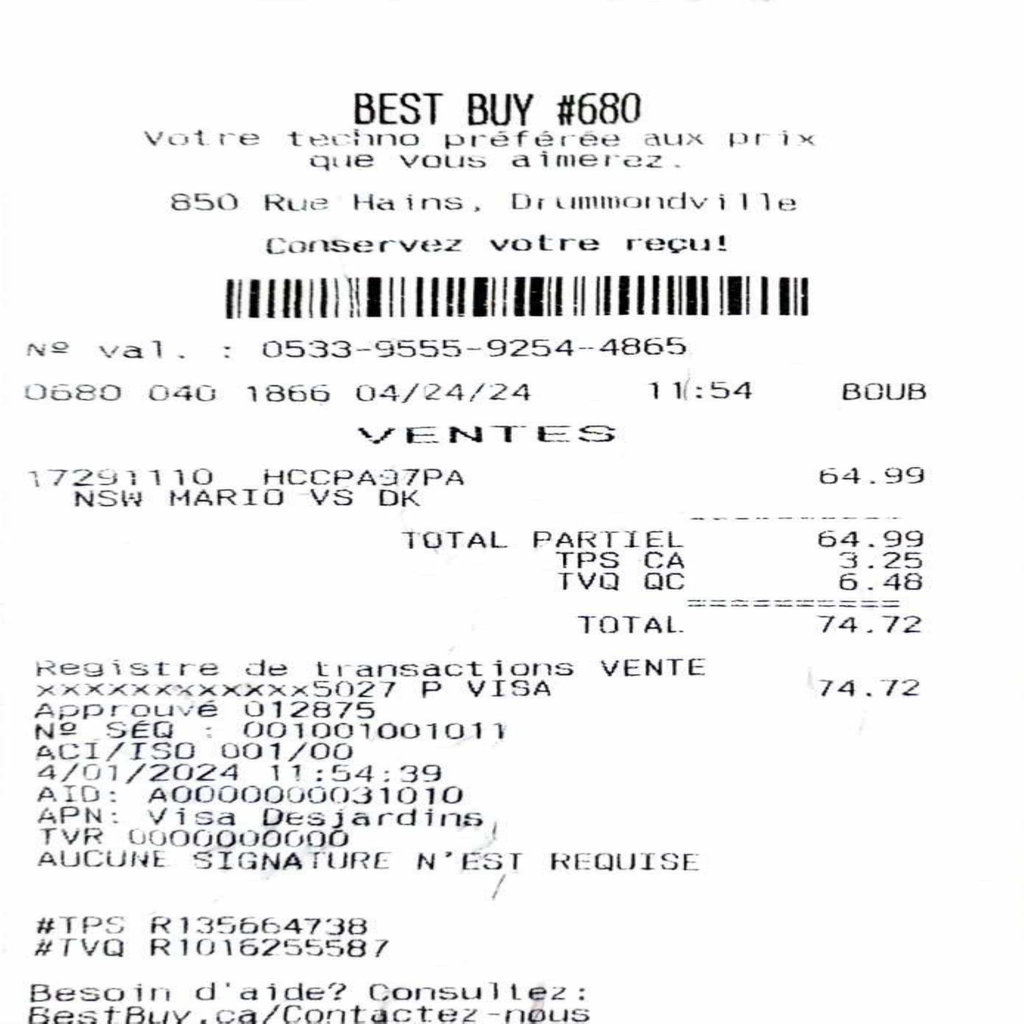 BEST BUY #680
Votre techno préférée aux prix
que vous aimerez.
850 Rue Hains, Drummondville
Conservez votre reçu!
Nº val. : 0533-9555-9254-4865
0680 040 1866 04/24/24 11:54 BOUB
VENTES
17291110 HCCPA97PA 64.99
NSW MARIO VS DK
TOTAL PARTIEL 64.99
TPS CA 3.25
TVQ QC 6.48
TOTAL 74.72
Registre de transactions VENTE
xxxxxxxxxxxx5027 P VISA 74.72
Approuvé 012875
Nº SEQ : 001001001011
ACI/ISO 001/00
4/01/2024 11:54:39
AID: A0000000031010
APN: Visa Desjardins
TVR 0000000000
AUCUNE SIGNATURE N'EST REQUISE
#TPS R135664738
#TVQ R1016255587
Besoin d'aide? Consultez:
BestBuy.ca/Contactez-nous